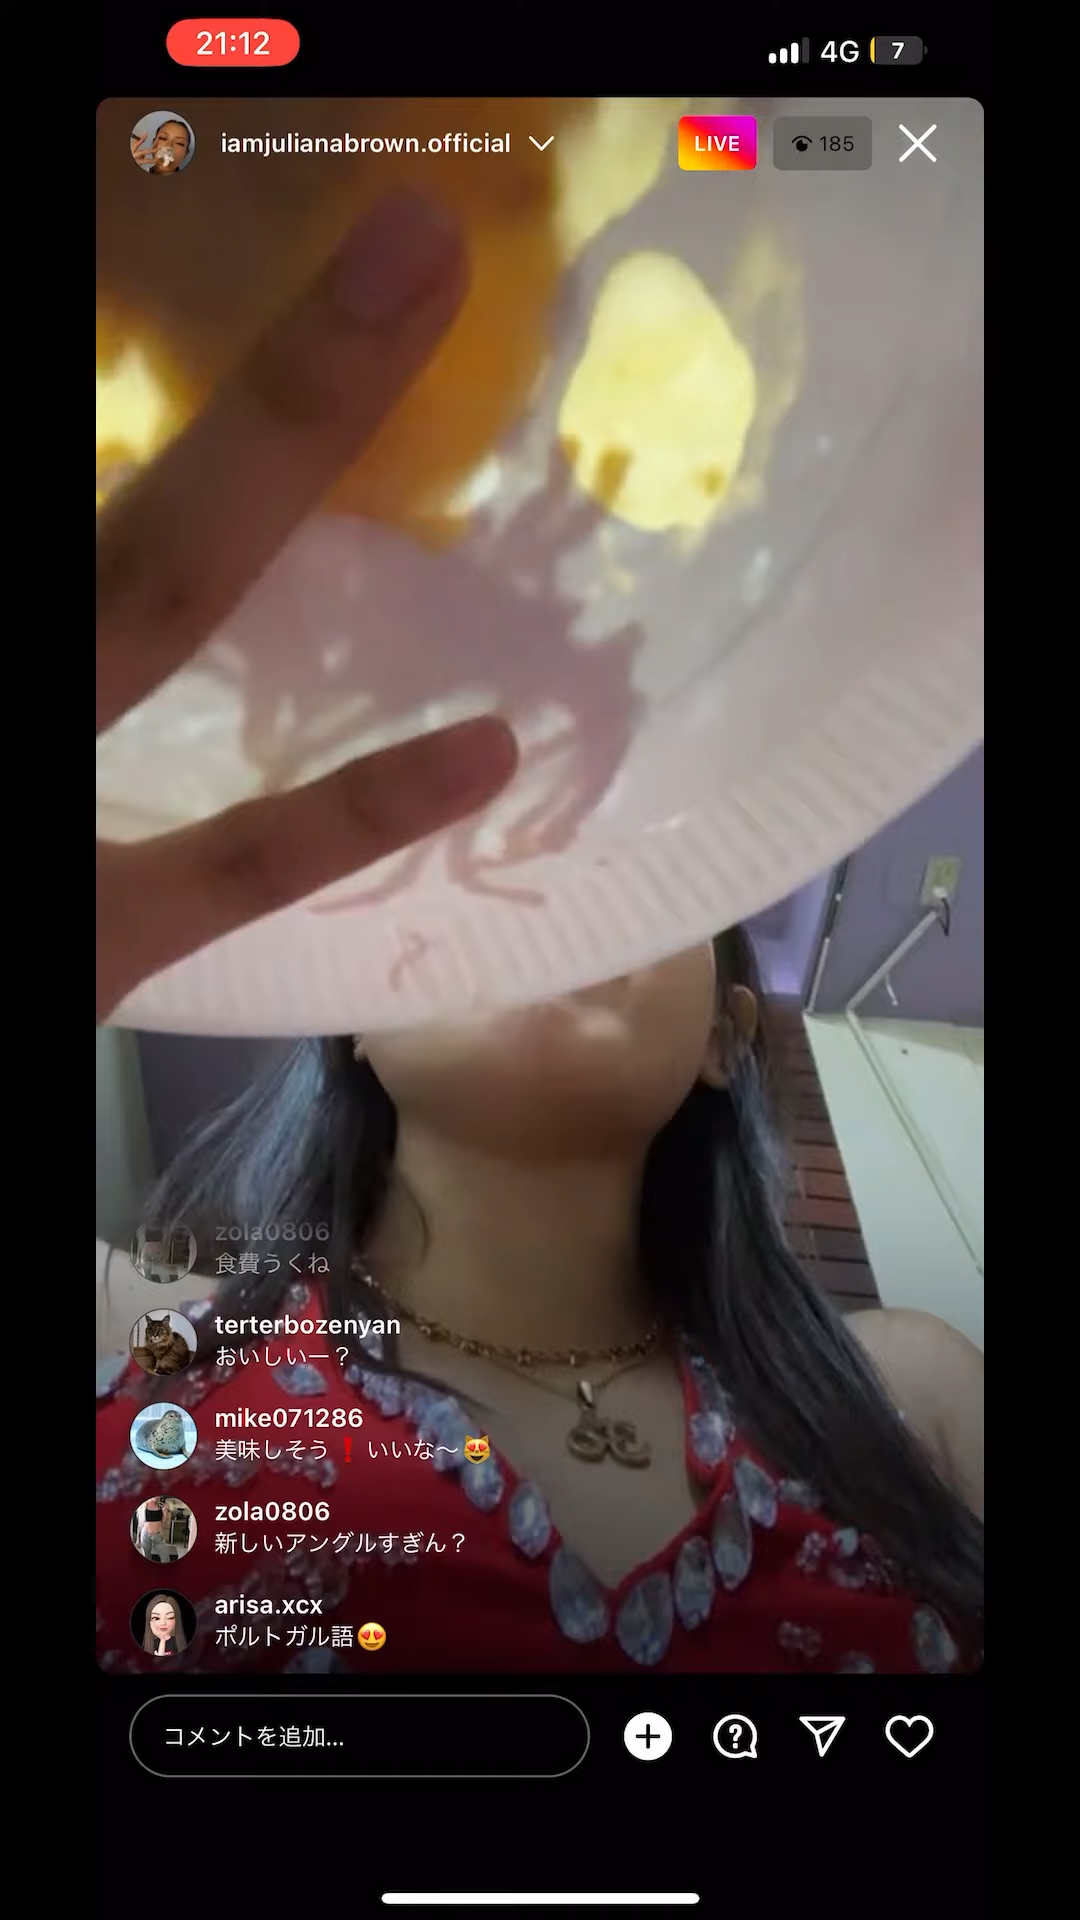 21:12
4G
7
iamjulianabrown.official
LIVE
185
zola0806
食費うくね
terterbozenyan
おいしいー？
mike071286
美味しそう❗いいな〜😻
zola0806
新しいアングルすぎん？
arisa.xcx
ポルトガル語😍
コメントを追加...